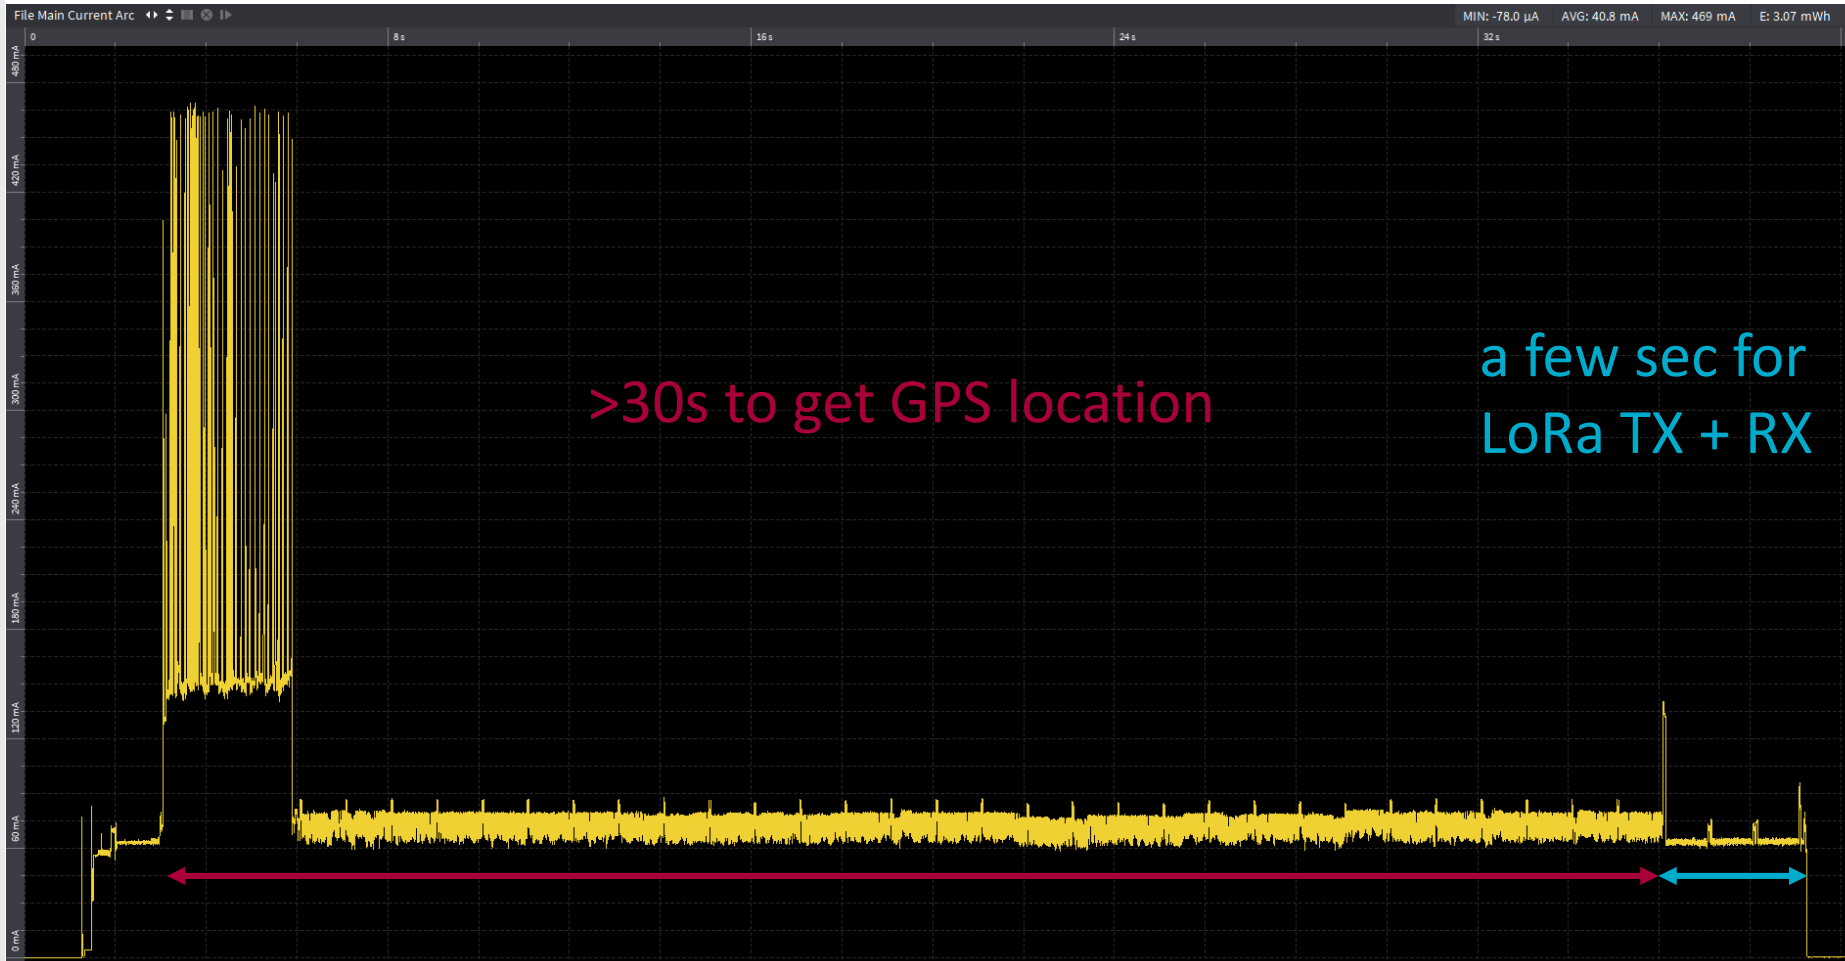 File Main Current Arc
MIN: -78.0 µA AVG: 40.8 mA MAX: 469 mA E: 3.07 mWh
0 8 s 16 s 24 s 32 s
480 mA
420 mA
360 mA
300 mA
240 mA
180 mA
120 mA
60 mA
0 mA
>30s to get GPS location
a few sec for
LoRa TX + RX